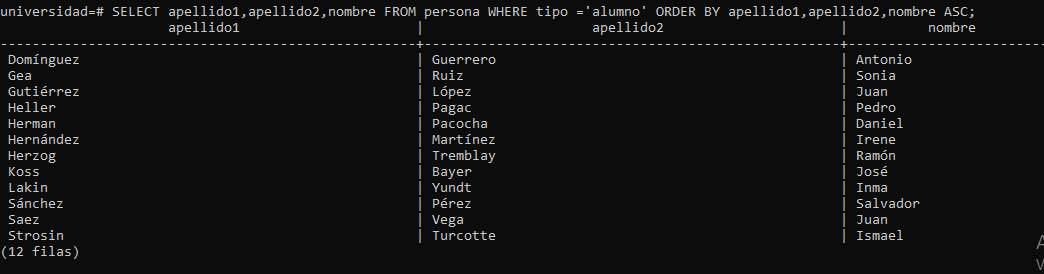 universidad=# SELECT apellido1,apellido2,nombre FROM persona WHERE tipo ='alumno' ORDER BY apellido1,apellido2,nombre ASC;
apellido1 | apellido2 | nombre
-----------------------------------------------------+-----------------------------------------------------+-------------------------
Domínguez | Guerrero | Antonio
Gea | Ruiz | Sonia
Gutiérrez | López | Juan
Heller | Pagac | Pedro
Herman | Pacocha | Daniel
Hernández | Martínez | Irene
Herzog | Tremblay | Ramón
Koss | Bayer | José
Lakin | Yundt | Inma
Sánchez | Pérez | Salvador
Saez | Vega | Juan
Strosin | Turcotte | Ismael
(12 filas)